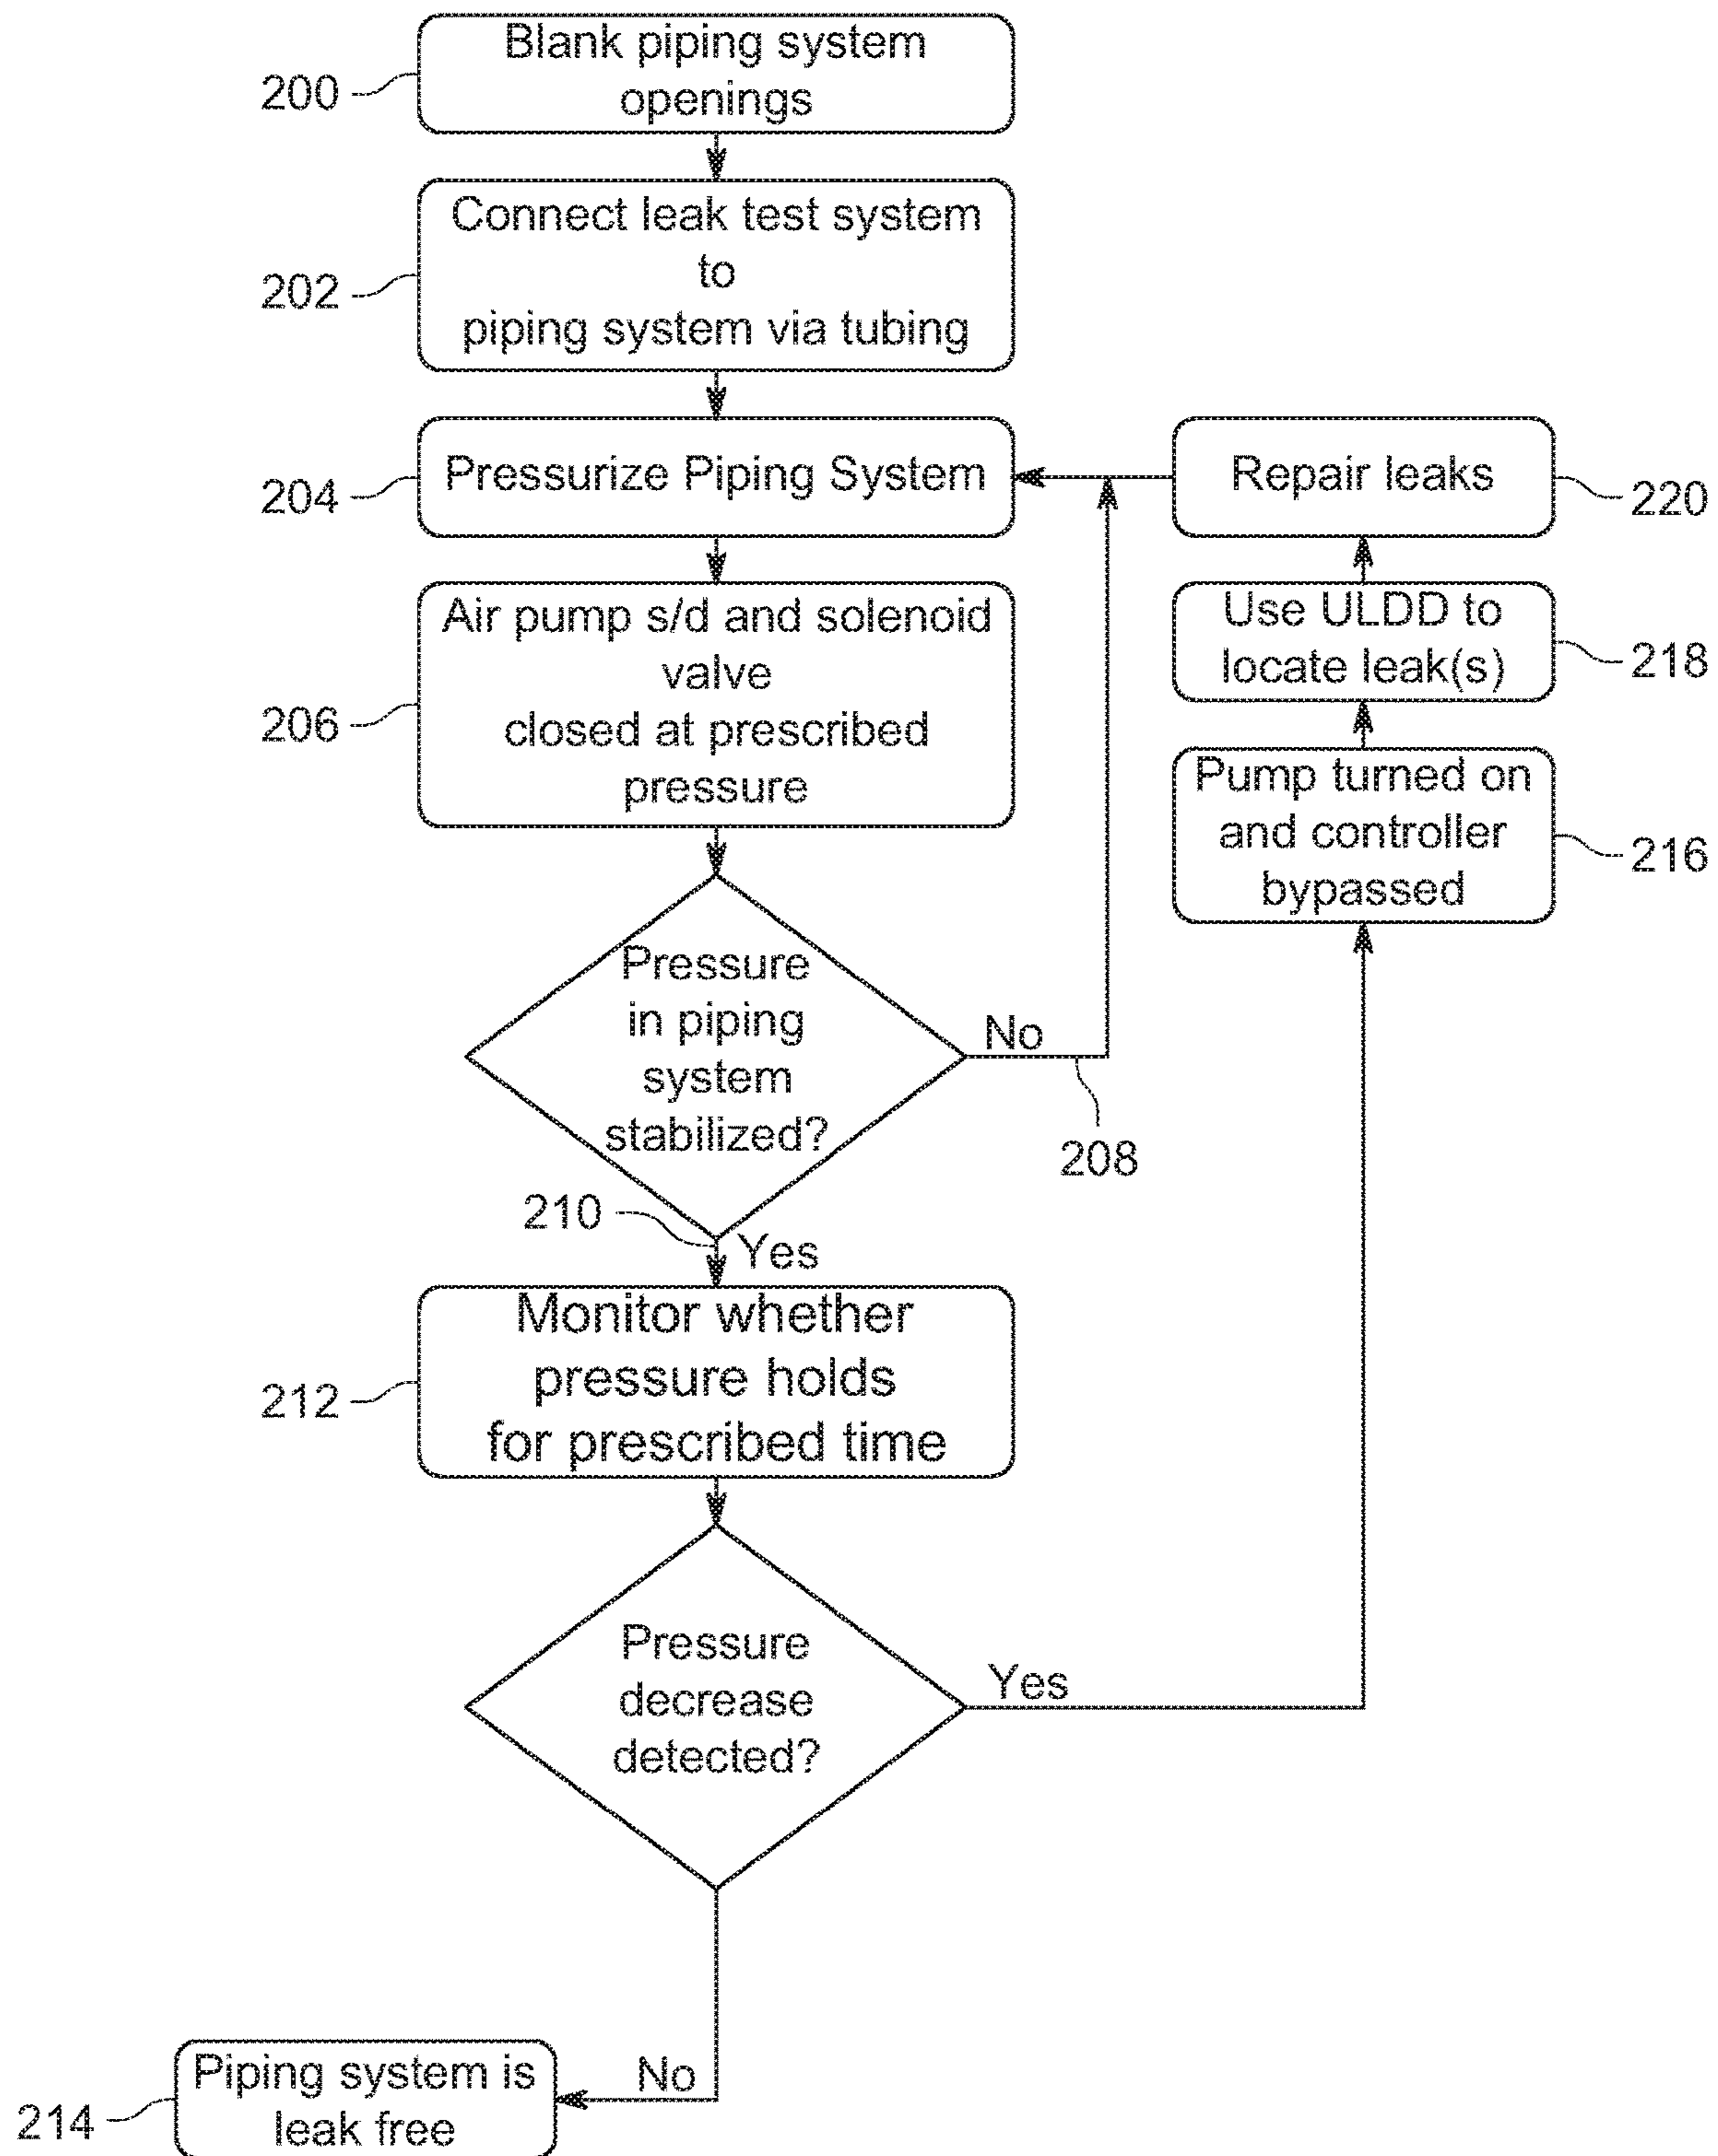 200
Blank piping system
openings
202
Connect leak test system
to
piping system via tubing
204
Pressurize Piping System
206
Air pump s/d and solenoid
valve
closed at prescribed
pressure
Pressure
in piping
system
stabilized?
No
208
210
Yes
212
Monitor whether
pressure holds
for prescribed time
Pressure
decrease
detected?
Yes
No
214
Piping system is
leak free
Pump turned on
and controller
bypassed
216
Use ULDD to
locate leak(s)
218
Repair leaks
220